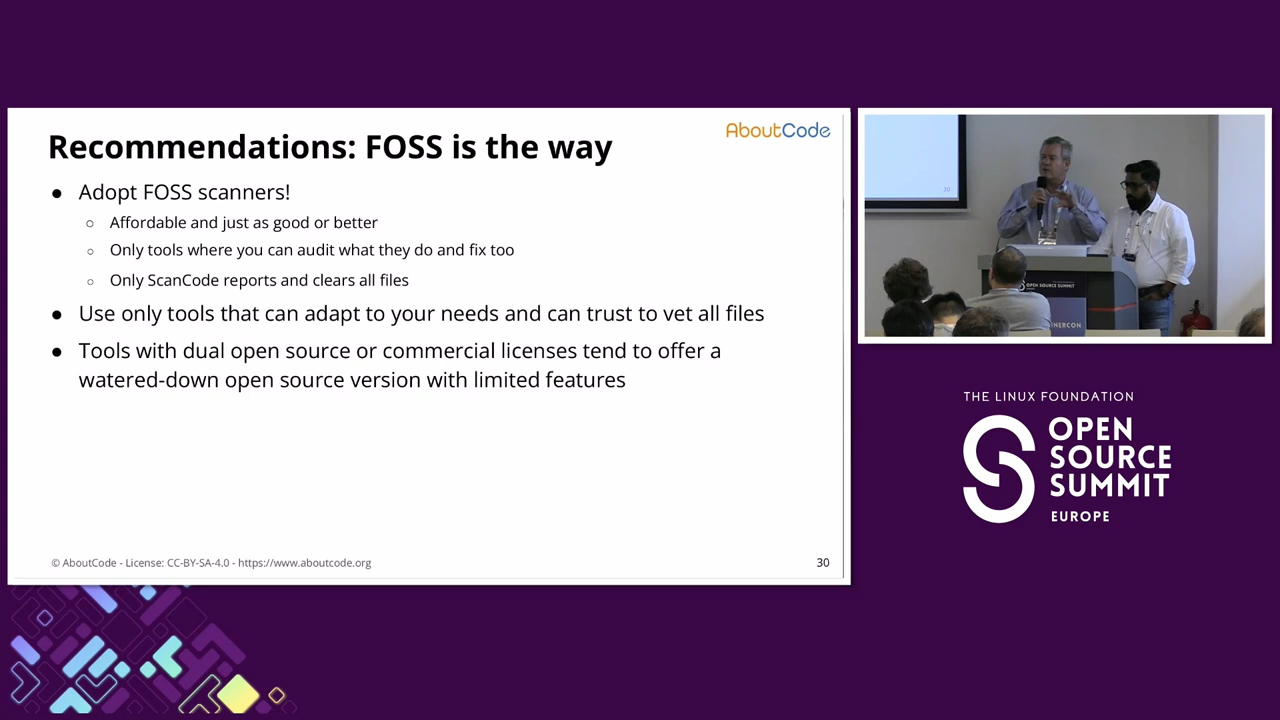 Recommendations: FOSS is the way
AboutCode
● Adopt FOSS scanners!
○ Affordable and just as good or better
○ Only tools where you can audit what they do and fix too
○ Only ScanCode reports and clears all files
● Use only tools that can adapt to your needs and can trust to vet all files
● Tools with dual open source or commercial licenses tend to offer a
watered-down open source version with limited features
© AboutCode - License: CC-BY-SA-4.0 - https://www.aboutcode.org
30
30
OPEN SOURCE SUMMIT
THE LINUX FOUNDATION
OPEN
SOURCE
SUMMIT
EUROPE